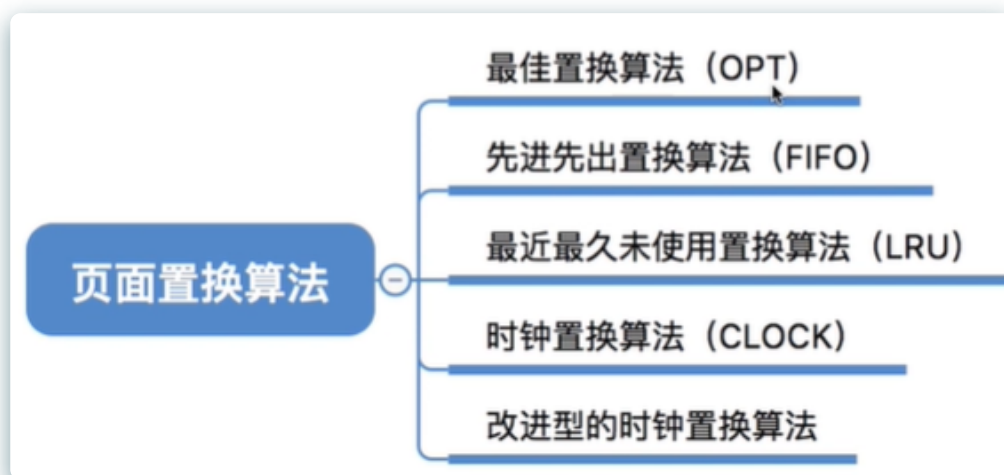 页面置换算法
最佳置换算法（OPT）
先进先出置换算法（FIFO）
最近最久未使用置换算法（LRU）
时钟置换算法（CLOCK）
改进型的时钟置换算法